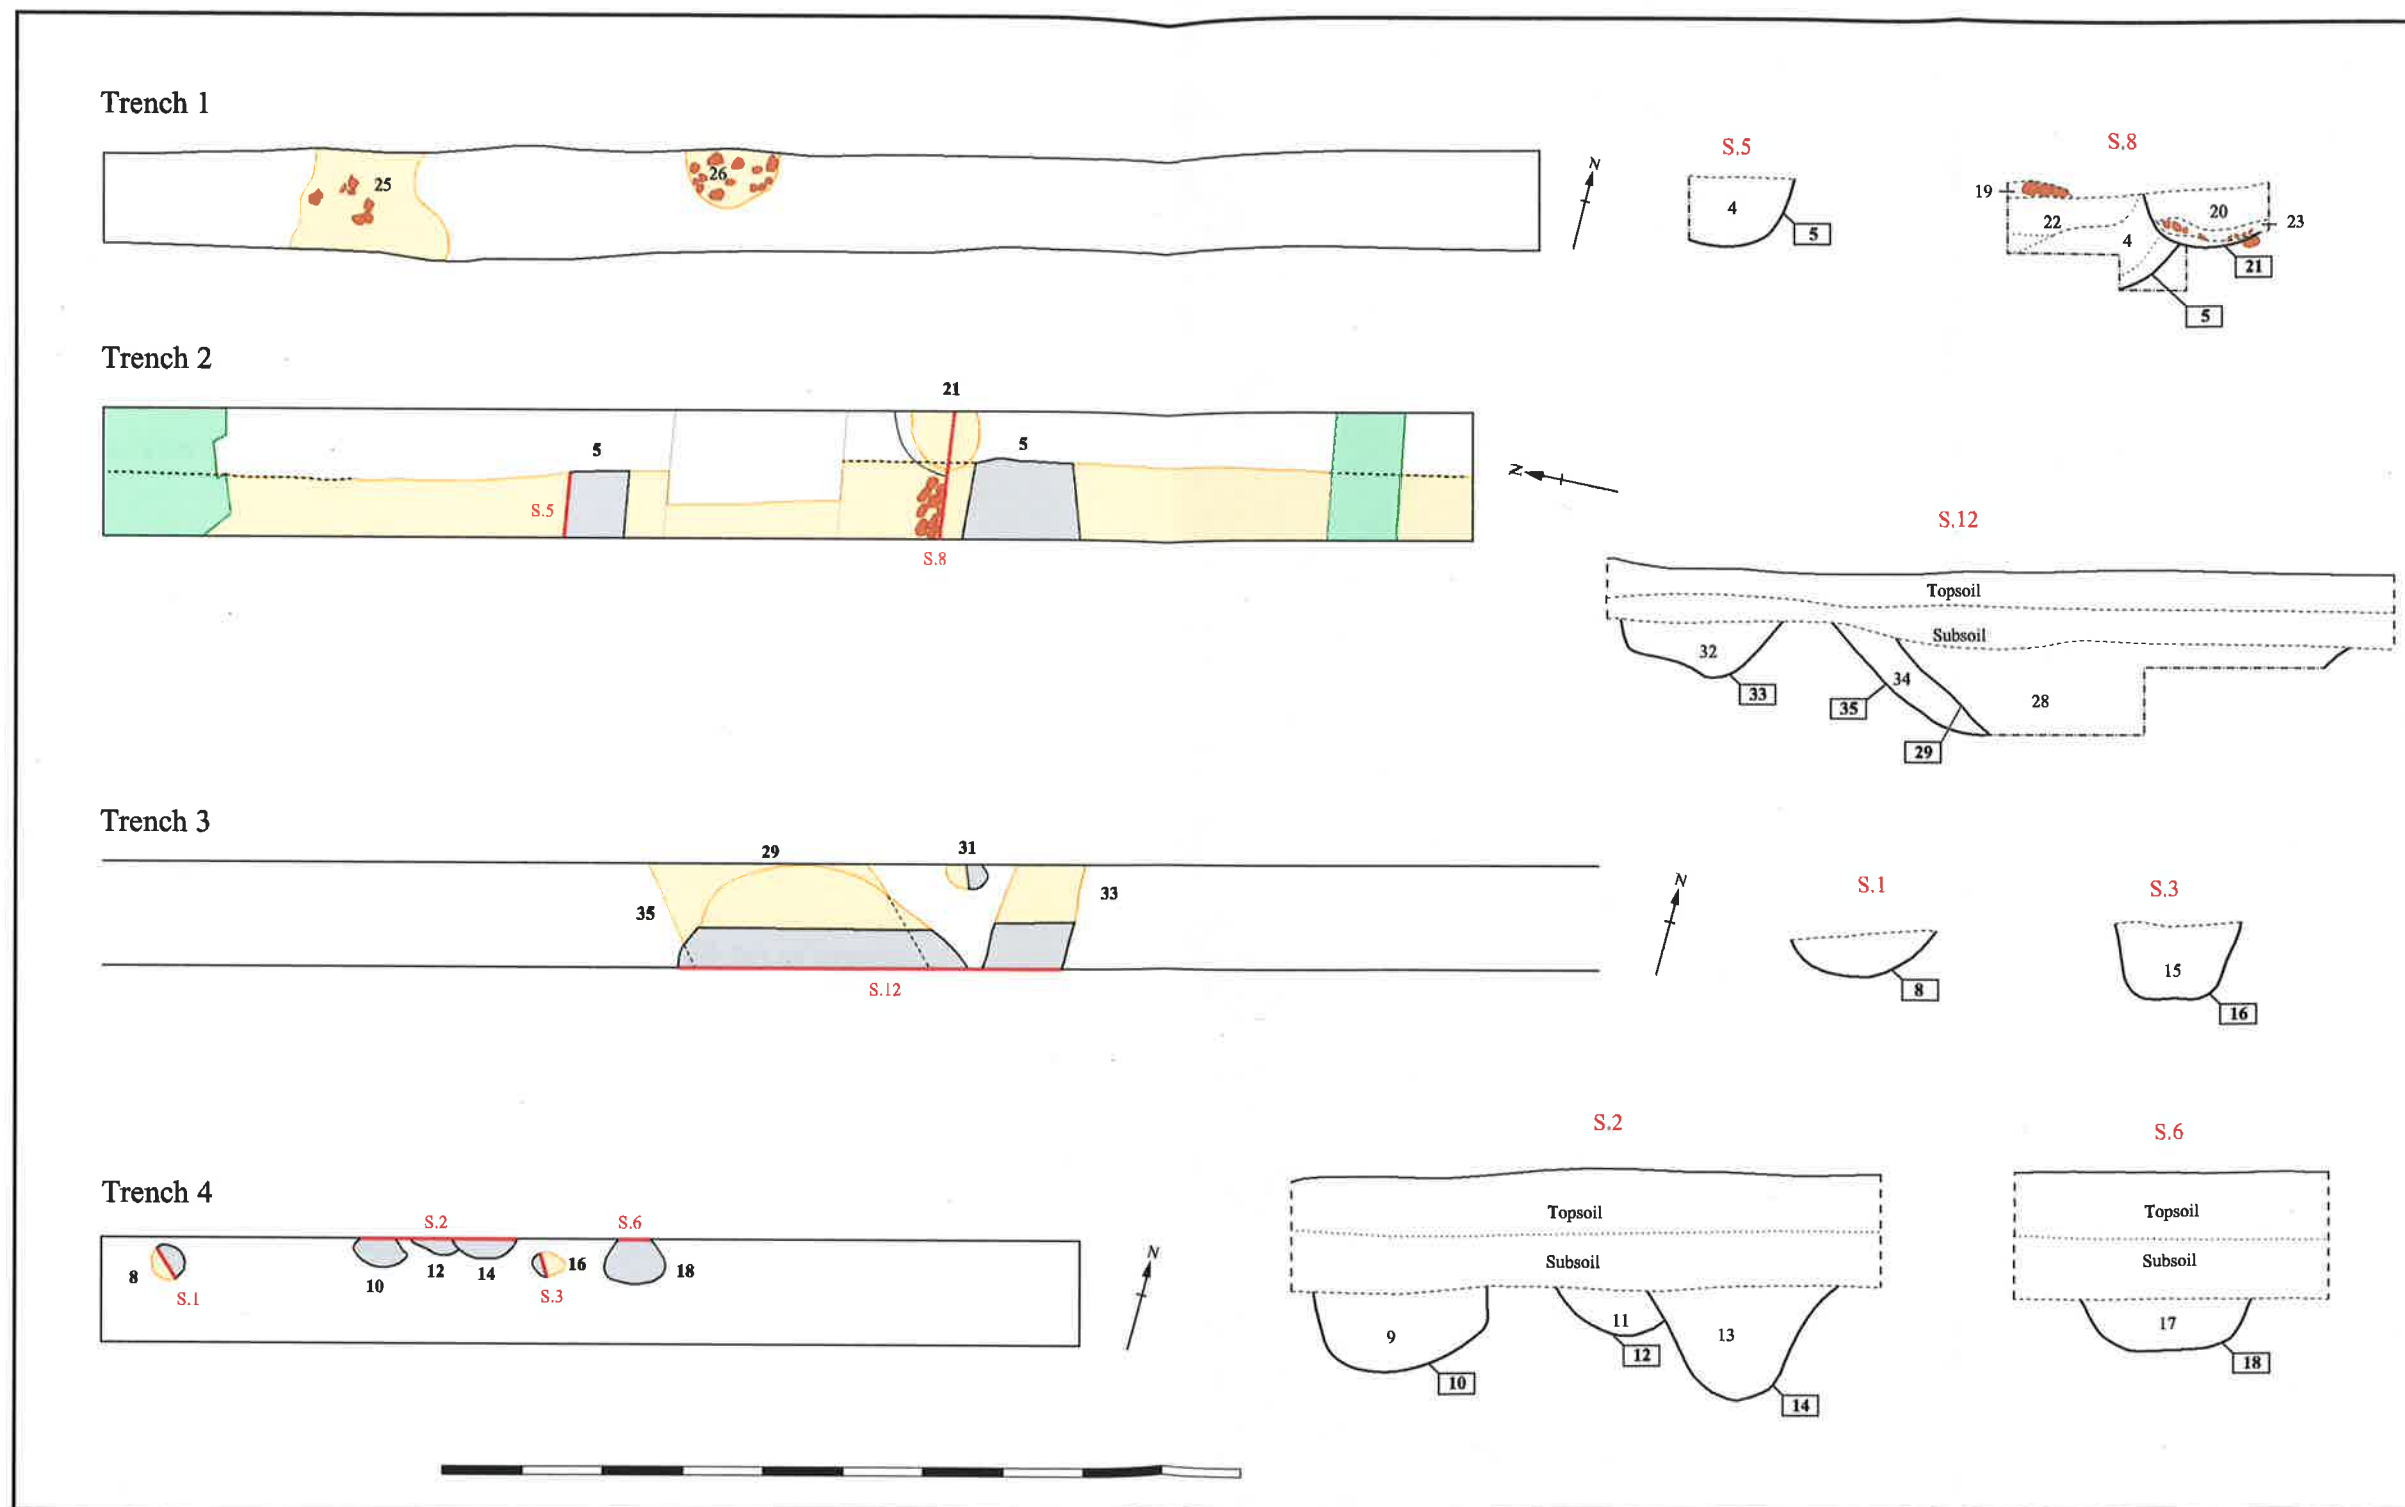 Trench 1
25
26
N
S.5
4
5
S.8
19
22
4
20
23
21
5
Trench 2
21
5
5
S.5
S.8
N
S.12
Topsoil
Subsoil
32
33
34
35
28
29
Trench 3
29
31
33
35
S.12
N
S.1
8
S.3
15
16
Trench 4
S.2
S.6
8
10
12
14
16
18
S.1
S.3
N
S.2
Topsoil
Subsoil
9
11
13
12
10
14
S.6
Topsoil
Subsoil
17
18